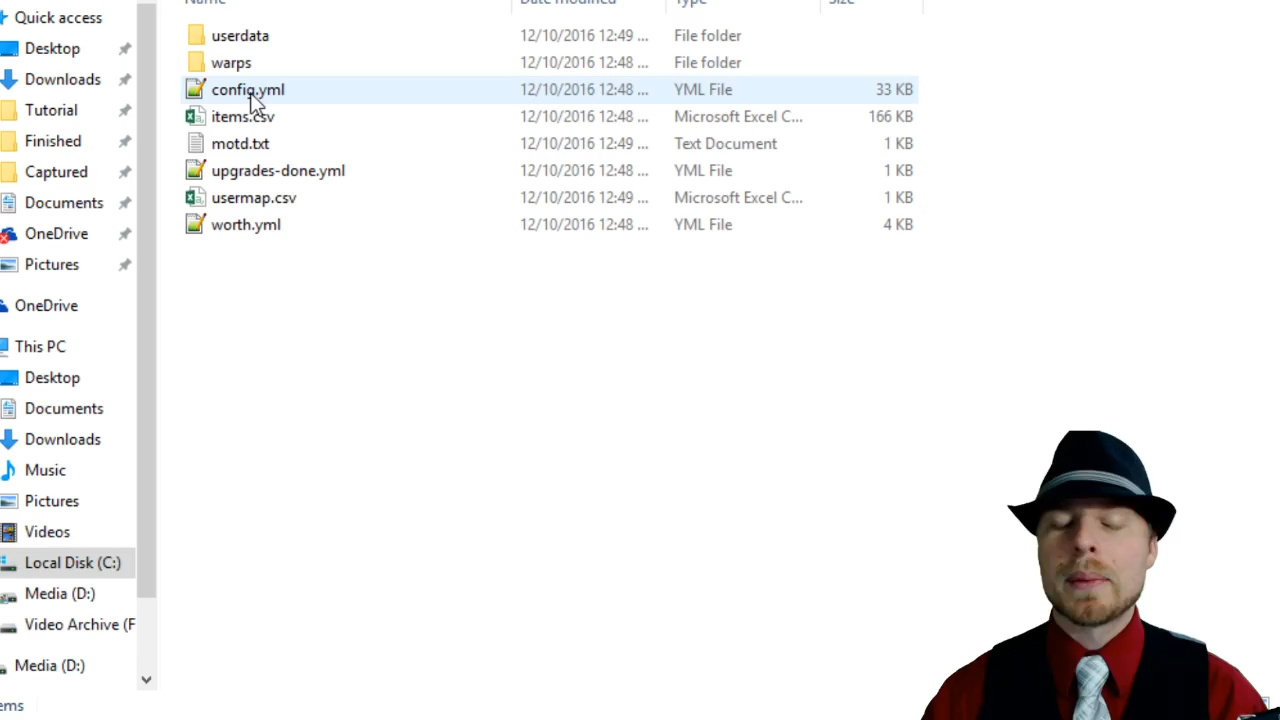 Name Date modified Type Size
userdata 12/10/2016 12:49 ... File folder
warps 12/10/2016 12:48 ... File folder
config.yml 12/10/2016 12:48 ... YML File 33 KB
items.csv 12/10/2016 12:48 ... Microsoft Excel C... 166 KB
motd.txt 12/10/2016 12:49 ... Text Document 1 KB
upgrades-done.yml 12/10/2016 12:48 ... YML File 1 KB
usermap.csv 12/10/2016 12:49 ... Microsoft Excel C... 1 KB
worth.yml 12/10/2016 12:48 ... YML File 4 KB
Quick access
Desktop
Downloads
Tutorial
Finished
Captured
Documents
OneDrive
Pictures
OneDrive
This PC
Desktop
Documents
Downloads
Music
Pictures
Videos
Local Disk (C:)
Media (D:)
Video Archive (F
Media (D:)
ems